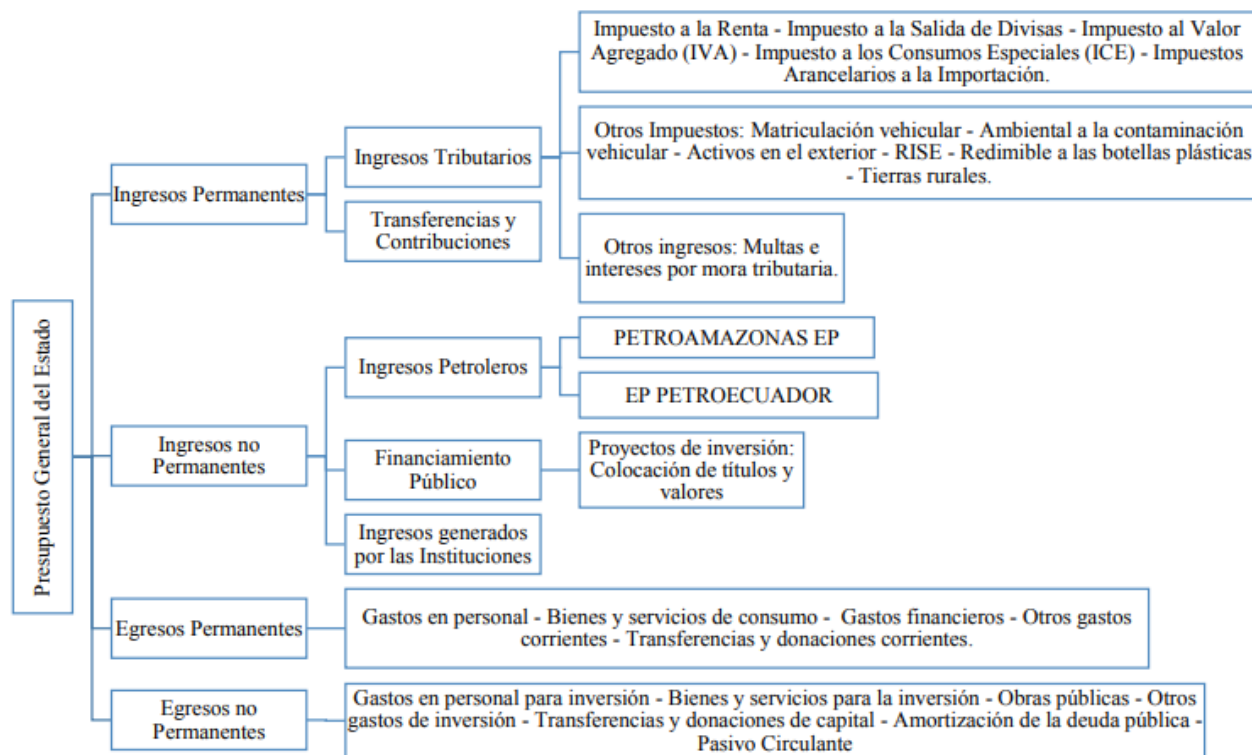 Presupuesto General del Estado
Ingresos Permanentes
Ingresos Tributarios
Impuesto a la Renta - Impuesto a la Salida de Divisas - Impuesto al Valor
Agregado (IVA) - Impuesto a los Consumos Especiales (ICE) - Impuestos
Arancelarios a la Importación.
Otros Impuestos: Matriculación vehicular - Ambiental a la contaminación
vehicular - Activos en el exterior - RISE - Redimible a las botellas plásticas
- Tierras rurales.
Otros ingresos: Multas e
intereses por mora tributaria.
Transferencias y
Contribuciones
Ingresos no
Permanentes
Ingresos Petroleros
PETROAMAZONAS EP
EP PETROECUADOR
Financiamiento
Público
Proyectos de inversión:
Colocación de títulos y
valores
Ingresos generados
por las Instituciones
Egresos Permanentes
Gastos en personal - Bienes y servicios de consumo - Gastos financieros - Otros gastos
corrientes - Transferencias y donaciones corrientes.
Egresos no
Permanentes
Gastos en personal para inversión - Bienes y servicios para la inversión - Obras públicas - Otros
gastos de inversión - Transferencias y donaciones de capital - Amortización de la deuda pública -
Pasivo Circulante